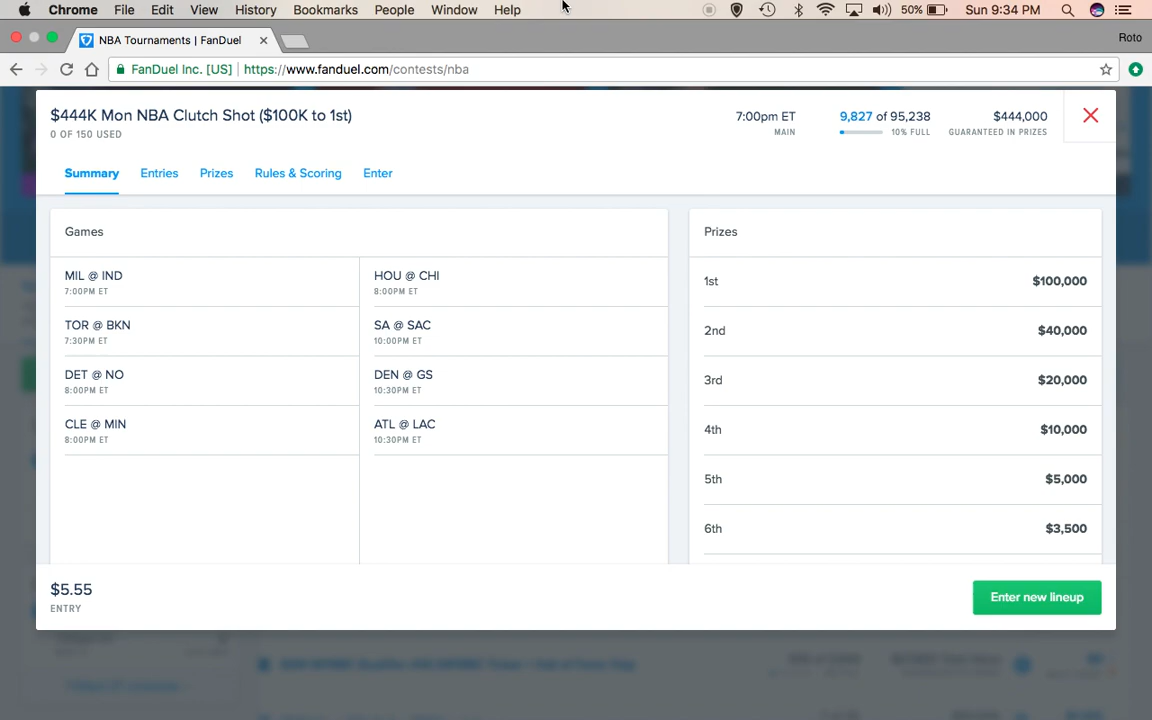 Chrome File Edit View History Bookmarks People Window Help 50% Sun 9:34 PM
NBA Tournaments | FanDuel Roto
FanDuel Inc. [US] | https://www.fanduel.com/contests/nba
$444K Mon NBA Clutch Shot ($100K to 1st) 7:00pm ET 9,827 of 95,238 $444,000
0 OF 150 USED MAIN 10% FULL GUARANTEED IN PRIZES
Summary Entries Prizes Rules & Scoring Enter
Games
MIL @ IND
7:00PM ET
HOU @ CHI
8:00PM ET
TOR @ BKN
7:30PM ET
SA @ SAC
10:00PM ET
DET @ NO
8:00PM ET
DEN @ GS
10:30PM ET
CLE @ MIN
8:00PM ET
ATL @ LAC
10:30PM ET
Prizes
1st $100,000
2nd $40,000
3rd $20,000
4th $10,000
5th $5,000
6th $3,500
$5.55
ENTRY
Enter new lineup